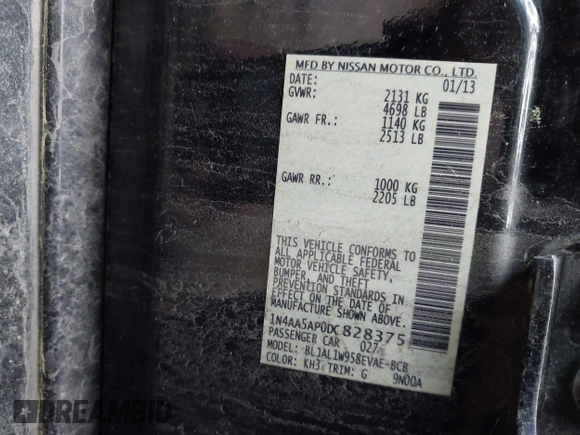 MFD BY NISSAN MOTOR CO., LTD.
DATE: 01/13
GVWR: 2131 KG
4698 LB
GAWR FR.: 1140 KG
2513 LB
GAWR RR.: 1000 KG
2205 LB
THIS VEHICLE CONFORMS TO
ALL APPLICABLE FEDERAL
MOTOR VEHICLE SAFETY,
BUMPER, AND THEFT
PREVENTION STANDARDS IN
EFFECT ON THE DATE OF
MANUFACTURE SHOWN ABOVE.
1N4AA5AP0DC828375
PASSENGER CAR 027
MODEL: BLJALIW958EVAE-BCB
COLOR: KH3 TRIM: G 9N00A
DREAMBID